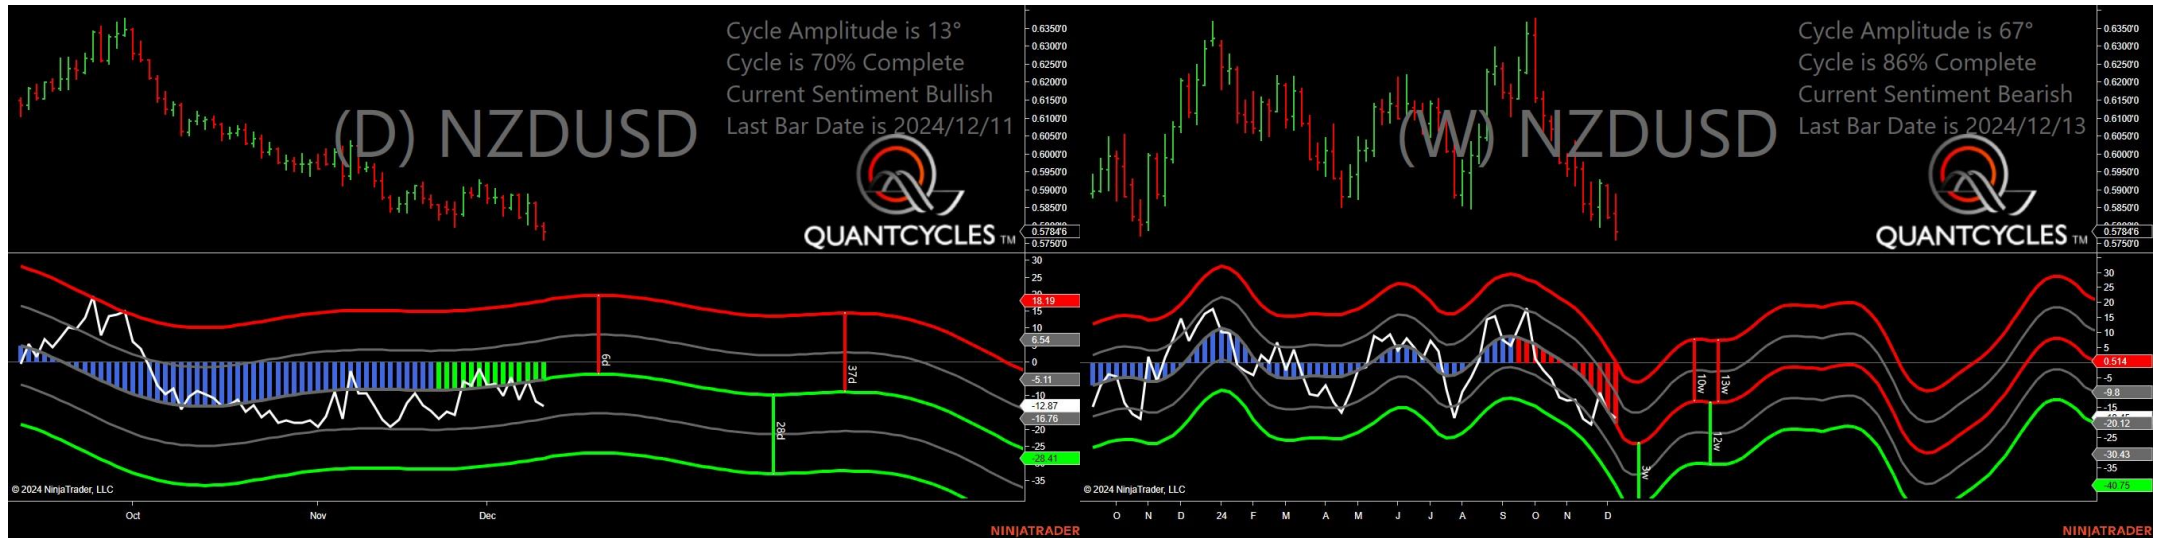 Cycle Amplitude is 13°
Cycle is 70% Complete
Current Sentiment Bullish
Last Bar Date is 2024/12/11
(D) NZDUSD
QUANTCYCLES TM
0.6350'0
0.6300'0
0.6250'0
0.6200'0
0.6150'0
0.6100'0
0.6050'0
0.6000'0
0.5950'0
0.5900'0
0.5850'0
0.5784'6
0.5750'0
30
25
18.19
15
10
6.54
0
-5.11
-10
-12.87
-16.76
-20
-25
-28.41
-35
6d
37d
28d
© 2024 NinjaTrader, LLC
Oct Nov Dec
NINJATRADER
Cycle Amplitude is 67°
Cycle is 86% Complete
Current Sentiment Bearish
Last Bar Date is 2024/12/13
(W) NZDUSD
QUANTCYCLES TM
0.6350'0
0.6300'0
0.6250'0
0.6200'0
0.6150'0
0.6100'0
0.6050'0
0.6000'0
0.5950'0
0.5900'0
0.5850'0
0.5784'6
0.5750'0
30
25
20
15
10
5
0.514
-5
-9.8
-15
-20.12
-25
-30.43
-35
-40.75
10w
13w
12w
3w
© 2024 NinjaTrader, LLC
O N D 24 F M A M J J A S O N D
NINJATRADER